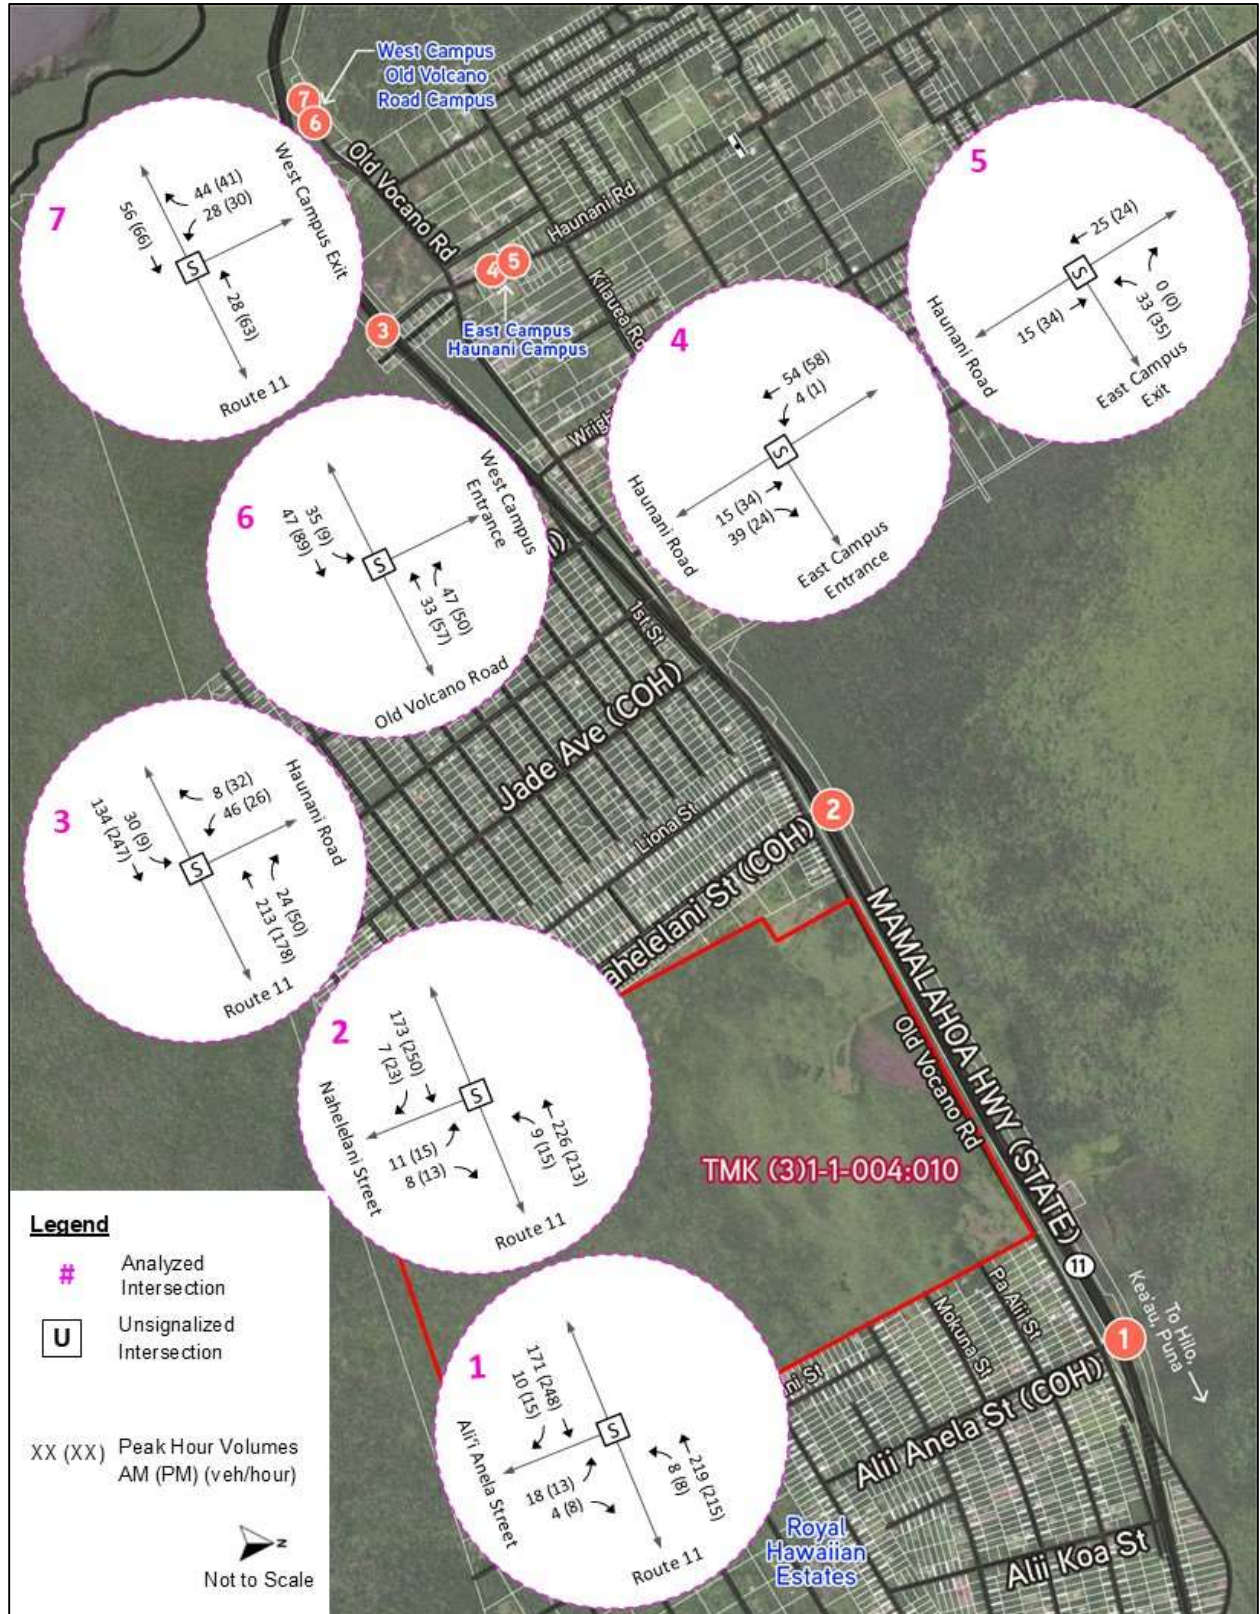 West Campus
Old Volcano
Road Campus
7
6
Old Vocano Rd
Haunani Rd
4
5
3
East Campus
Haunani Campus
Kilauea Ro
Wrigh
7
44 (41)
28 (30)
56 (66)
28 (63)
West Campus Exit
S
Route 11
5
25 (24)
15 (34)
0 (0)
33 (35)
S
Haunani Road
East Campus
Exit
4
54 (58)
4 (1)
15 (34)
39 (24)
S
Haunani Road
East Campus
Entrance
6
35 (9)
47 (89)
47 (50)
33 (57)
S
West Campus
Entrance
Old Volcano Road
1st St
Jade Ave (COH)
Liona St
2
ahelelani St (COH)
3
8 (32)
46 (26)
30 (9)
134 (247)
24 (50)
213 (178)
S
Haunani Road
Route 11
MAMALAHOA HWY (STATE)
Old Vocano Rd
TMK (3)1-1-004:010
2
173 (250)
7 (23)
11 (15)
8 (13)
226 (213)
9 (15)
S
Nahelelani Street
Route 11
11
To Hilo,
Kea'au, Puna
1
Pa Alii St
Mokuna St
ni St
Alii Anela St (COH)
Alii Koa St
Royal
Hawaiian
Estates
1
171 (248)
10 (15)
18 (13)
4 (8)
219 (215)
8 (8)
S
Ali'i Anela Street
Route 11
Legend
# Analyzed
Intersection
U Unsignalized
Intersection
XX (XX) Peak Hour Volumes
AM (PM) (veh/hour)
N
Not to Scale